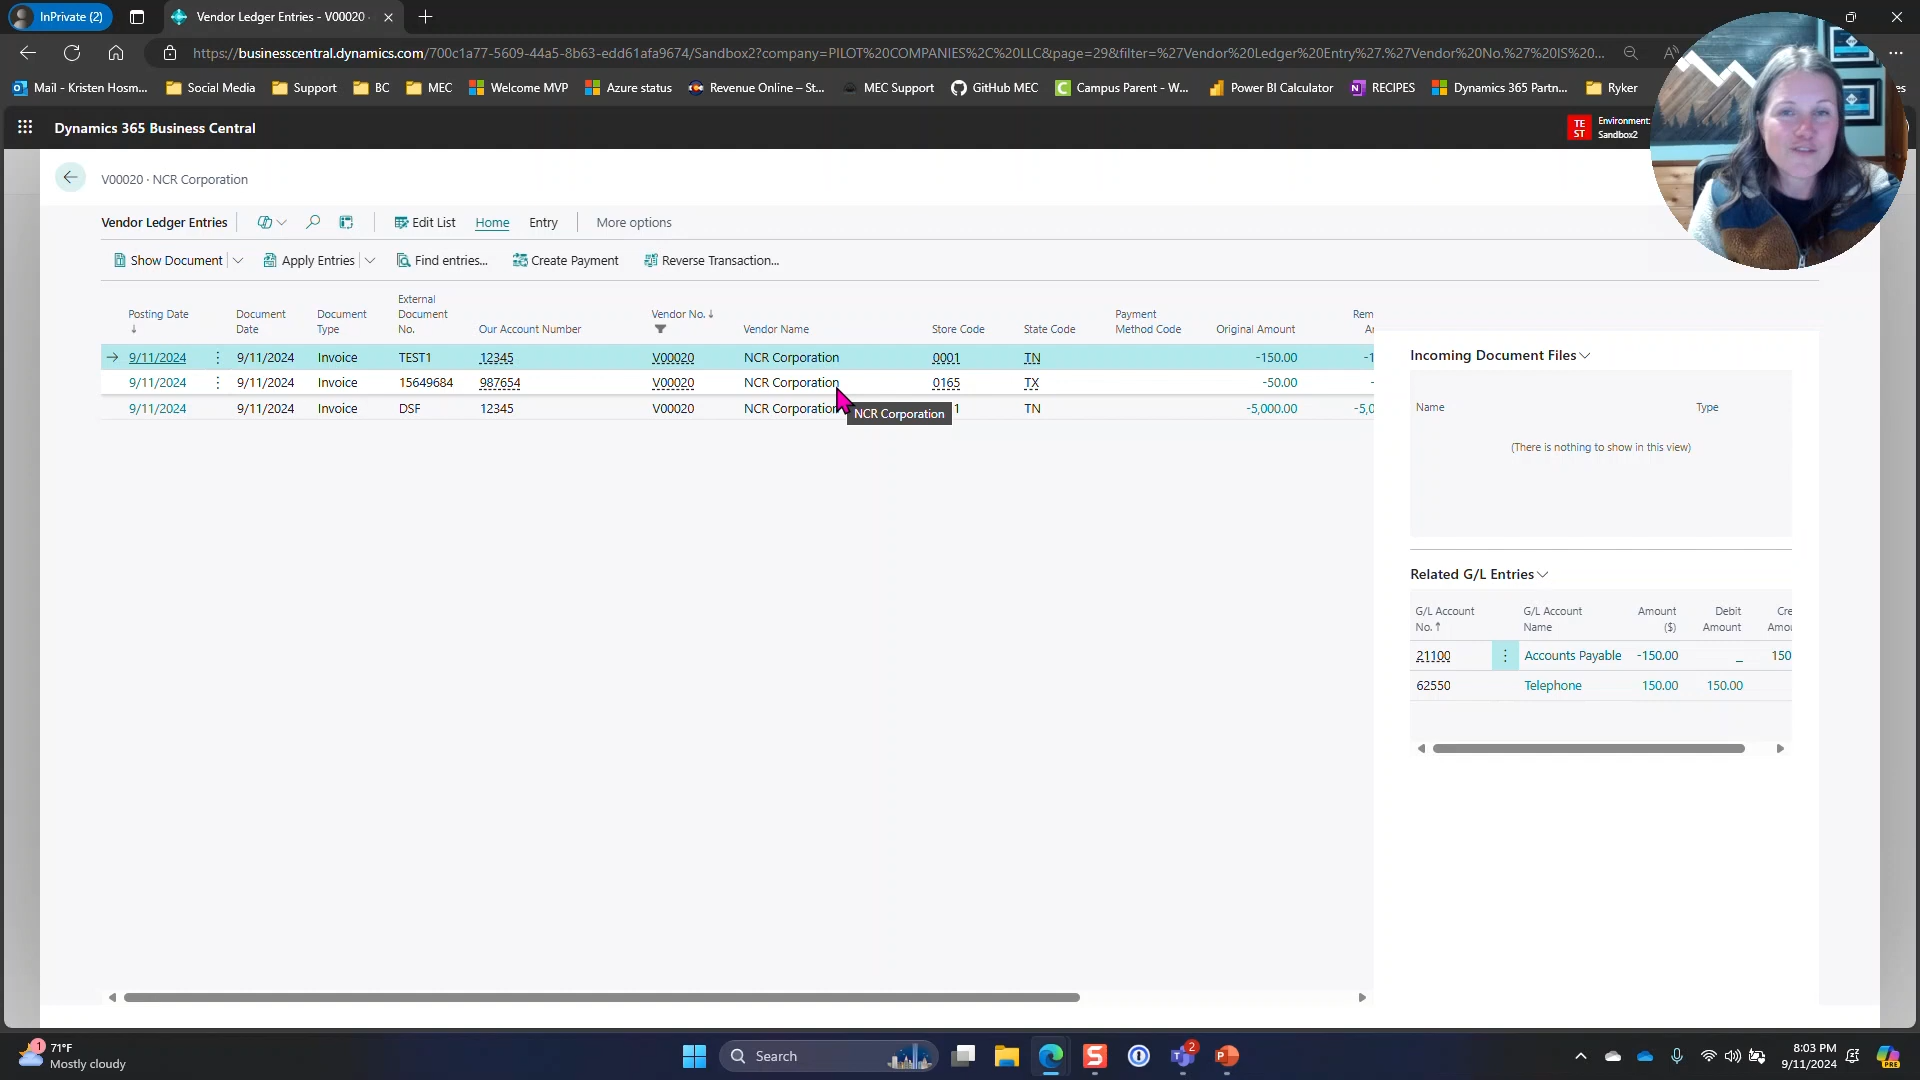 InPrivate (2)
Vendor Ledger Entries - V00020 -
https://businesscentral.dynamics.com/700c1a77-5609-44a5-8b63-edd61afa9674/Sandbox2?company=PILOT%20COMPANIES%2C%20LLC&page=29&filter=%27Vendor%20Ledger%20Entry%27.%27Vendor%20No.%27%20IS%20...
Mail - Kristen Hosm... Social Media Support BC MEC Welcome MVP Azure status Revenue Online – St... MEC Support GitHub MEC Campus Parent - W... Power BI Calculator RECIPES Dynamics 365 Partn... Ryker
Dynamics 365 Business Central
TE ST Environment: Sandbox2
V00020 · NCR Corporation
Vendor Ledger Entries Edit List Home Entry More options
Show Document Apply Entries Find entries... Create Payment Reverse Transaction...
Posting Date ↓ Document Date Document Type External Document No. Our Account Number Vendor No. ↓ Vendor Name Store Code State Code Payment Method Code Original Amount
9/11/2024 9/11/2024 Invoice TEST1 12345 V00020 NCR Corporation 0001 TN -150.00 -1
9/11/2024 9/11/2024 Invoice 15649684 987654 V00020 NCR Corporation 0165 TX -50.00 -
9/11/2024 9/11/2024 Invoice DSF 12345 V00020 NCR Corporation 1 TN -5,000.00 -5,0
NCR Corporation
Incoming Document Files
Name Type
(There is nothing to show in this view)
Related G/L Entries
G/L Account No. ↑ G/L Account Name Amount ($) Debit Amount
21100 Accounts Payable -150.00 _ 150
62550 Telephone 150.00 150.00
1 71°F
Mostly cloudy
Search
2
8:03 PM
9/11/2024
PRE